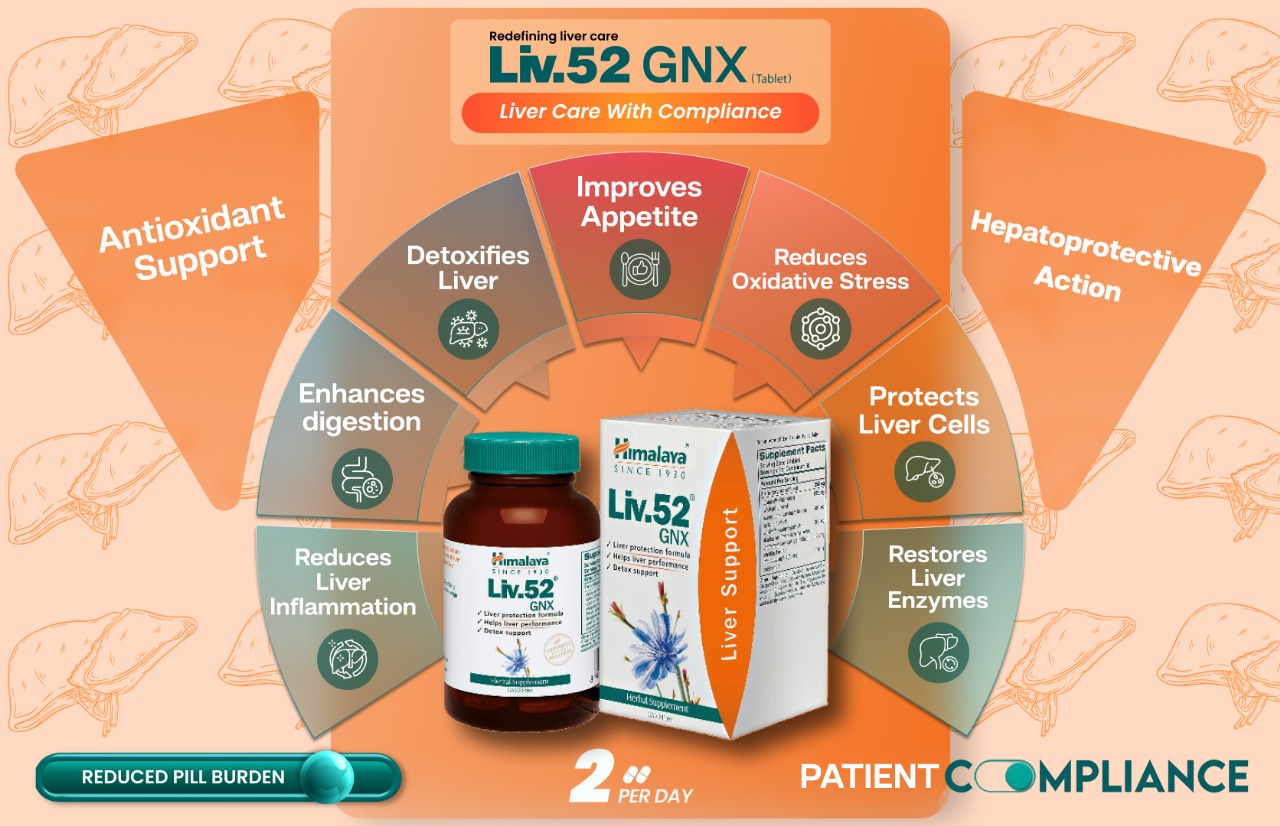 Redefining liver care
Liv.52 GNX (Tablet)
Liver Care With Compliance
Antioxidant
Support
Hepatoprotective
Action
Improves
Appetite
Detoxifies
Liver
Reduces
Oxidative Stress
Enhances
digestion
Protects
Liver Cells
Reduces
Liver
Inflammation
Restores
Liver
Enzymes
Himalaya
SINCE 1930
Liv.52®
GNX
✓ Liver protection formula
✓ Helps liver performance
✓ Detox support
Herbal Supplement
Himalaya
SINCE 1930
Liv.52®
GNX
✓ Liver protection formula
✓ Helps liver performance
✓ Detox support
Herbal Supplement
Liver Support
Supplement Facts
REDUCED PILL BURDEN
2 PER DAY
PATIENT COMPLIANCE